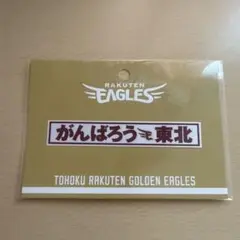 RAKUTEN
EAGLES
がんばろう東北
TOHOKU RAKUTEN GOLDEN EAGLES